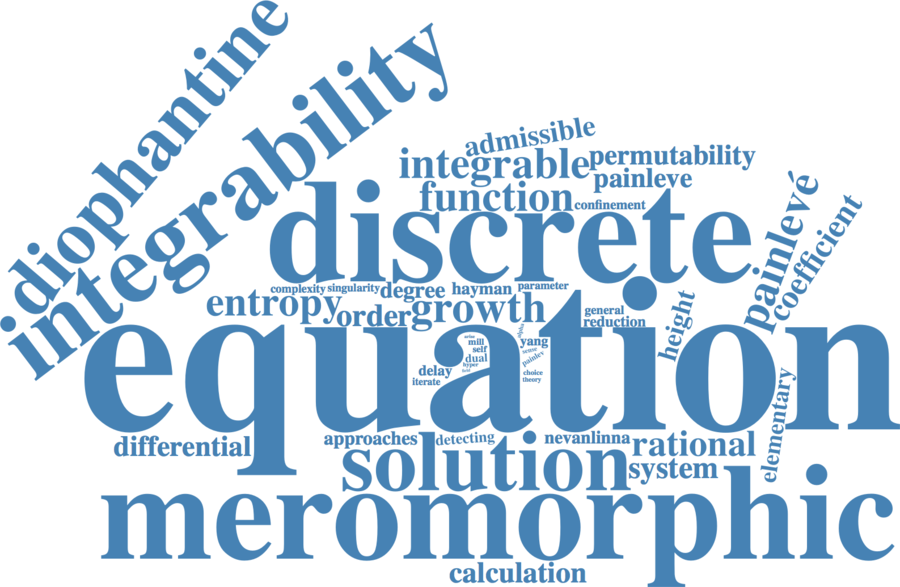 diophantine
integrability
admissible
integrable
permutability
painleve
function
confinement
discrete
painlevé
coefficient
complexity
singularity
degree
hayman
parameter
entropy
order
growth
general
reduction
height
equation
mill
self
dual
hyper
yang
sense
painlev
alpha
delay
iterate
choice
theory
elementary
differential
approaches
detecting
nevanlinna
rational
solution
system
meromorphic
calculation